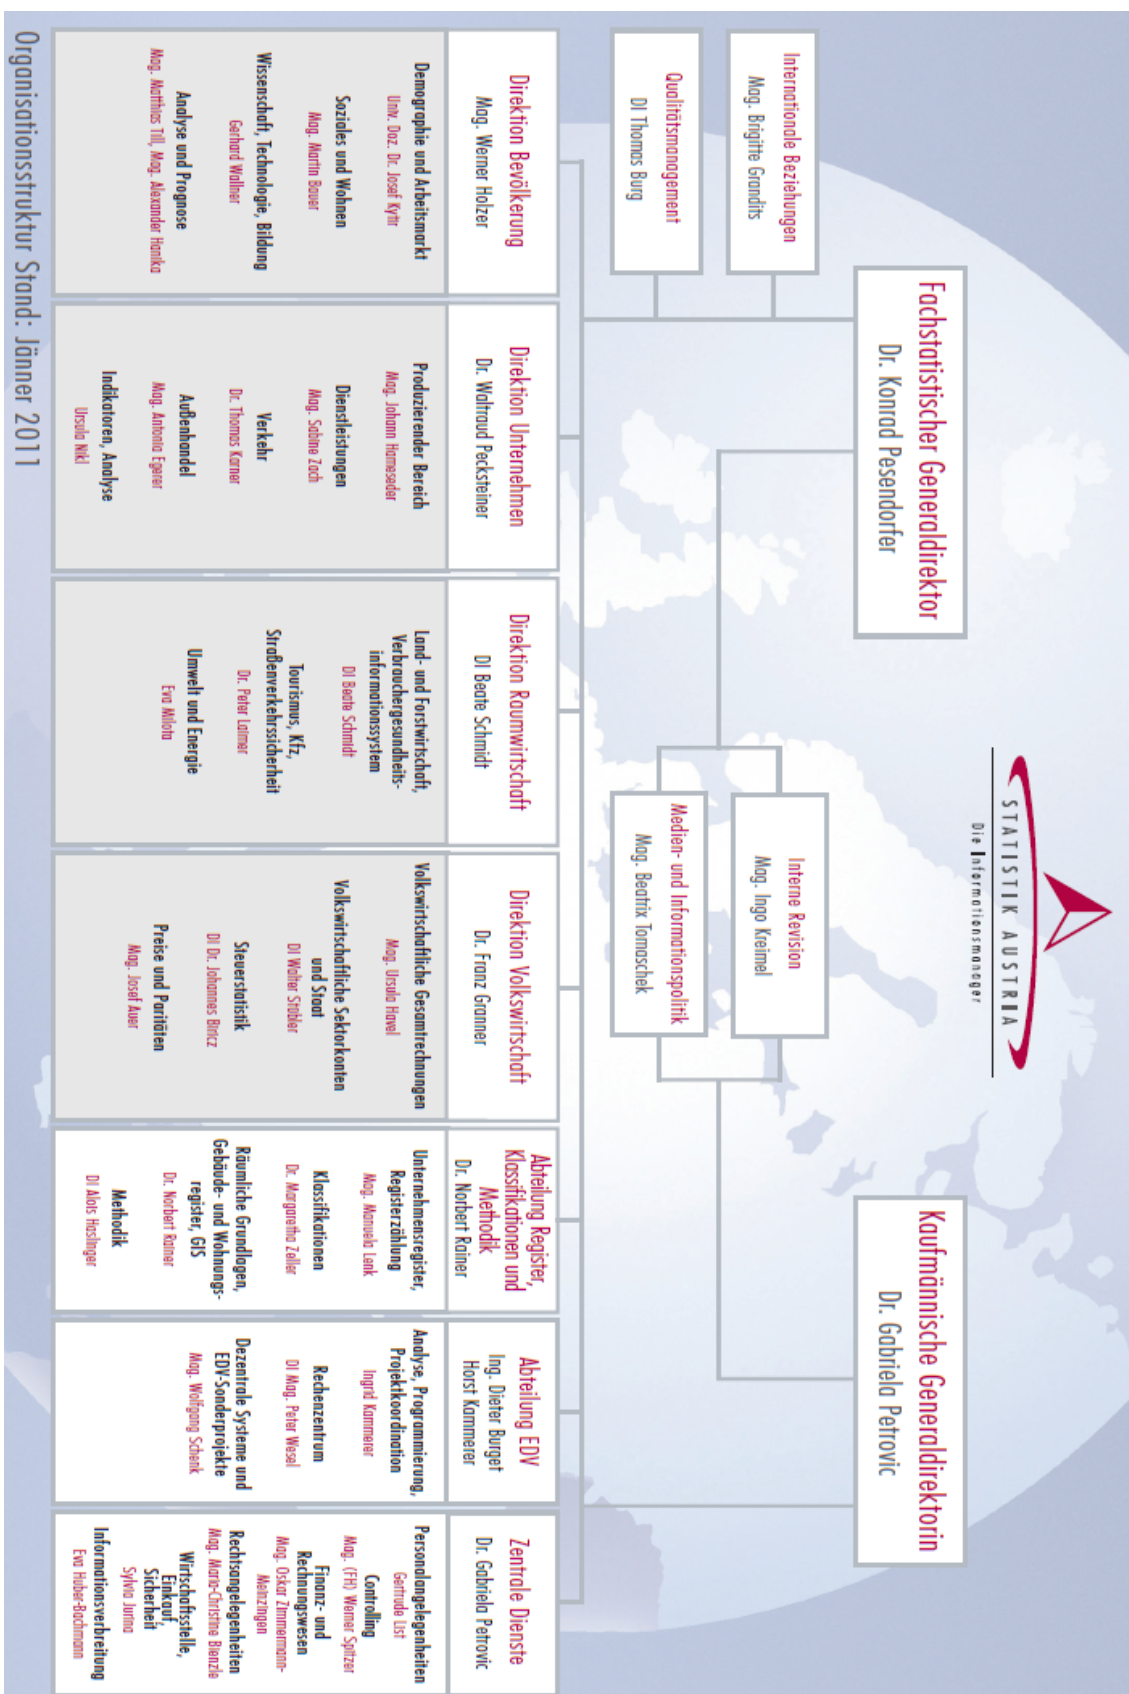 STATISTIK AUSTRIA
Die Informationsmanager
Fachstatistischer Generaldirektor
Dr. Konrad Pesendorfer
Kaufmännische Generaldirektorin
Dr. Gabriela Petrovic
Internationale Beziehungen
Mag. Brigitte Grandits
Qualitätsmanagement
DI Thomas Burg
Interne Revision
Mag. Ingo Kreimel
Medien- und Informationspolitik
Mag. Beatrix Tomaschek
Direktion Bevölkerung
Mag. Werner Holzer
Demographie und Arbeitsmarkt
Univ. Doz. Dr. Josef Kytir
Soziales und Wohnen
Mag. Martin Bauer
Wissenschaft, Technologie, Bildung
Gerhard Wallner
Analyse und Prognose
Mag. Matthias Till, Mag. Alexander Hanika
Direktion Unternehmen
Dr. Waltraud Pecksteiner
Produzierender Bereich
Mag. Johann Hameseder
Dienstleistungen
Mag. Sabine Zach
Verkehr
Dr. Thomas Karner
Außenhandel
Mag. Antonia Egerer
Indikatoren, Analyse
Ursula Nikl
Direktion Raumwirtschaft
DI Beate Schmidt
Land- und Forstwirtschaft,
Verbrauchergesundheits-
informationssystem
DI Beate Schmidt
Tourismus, Kfz,
Straßenverkehrssicherheit
Dr. Peter Laimer
Umwelt und Energie
Eva Milota
Direktion Volkswirtschaft
Dr. Franz Granner
Volkswirtschaftliche Gesamtrechnungen
Mag. Ursula Havel
Volkswirtschaftliche Sektorkonten
und Staat
DI Walter Stübler
Steuerstatistik
DI Dr. Johannes Biricz
Preise und Paritäten
Mag. Josef Auer
Abteilung Register,
Klassifikationen und
Methodik
Dr. Norbert Rainer
Unternehmensregister,
Registerzählung
Mag. Manuela Lenk
Klassifikationen
Dr. Margaretha Zeller
Räumliche Grundlagen,
Gebäude- und Wohnungs-
register, GIS
Dr. Norbert Rainer
Methodik
DI Alois Haslinger
Abteilung EDV
Ing. Dieter Burget
Horst Kammerer
Analyse, Programmierung,
Projektkoordination
Ingrid Kammerer
Rechenzentrum
DI Mag. Peter Wesel
Dezentrale Systeme und
EDV-Sonderprojekte
Mag. Wolfgang Schenk
Zentrale Dienste
Dr. Gabriela Petrovic
Personalangelegenheiten
Gertrude List
Controlling
Mag. (FH) Werner Spitzer
Finanz- und
Rechnungswesen
Mag. Oskar Zimmermann-
Meinzingen
Rechtsangelegenheiten
Mag. Maria-Christine Bienzle
Wirtschaftsstelle,
Einkauf,
Sicherheit
Sylvia Jurina
Informationsverbreitung
Eva Huber-Bachmann
Organisationsstruktur Stand: Jänner 2011